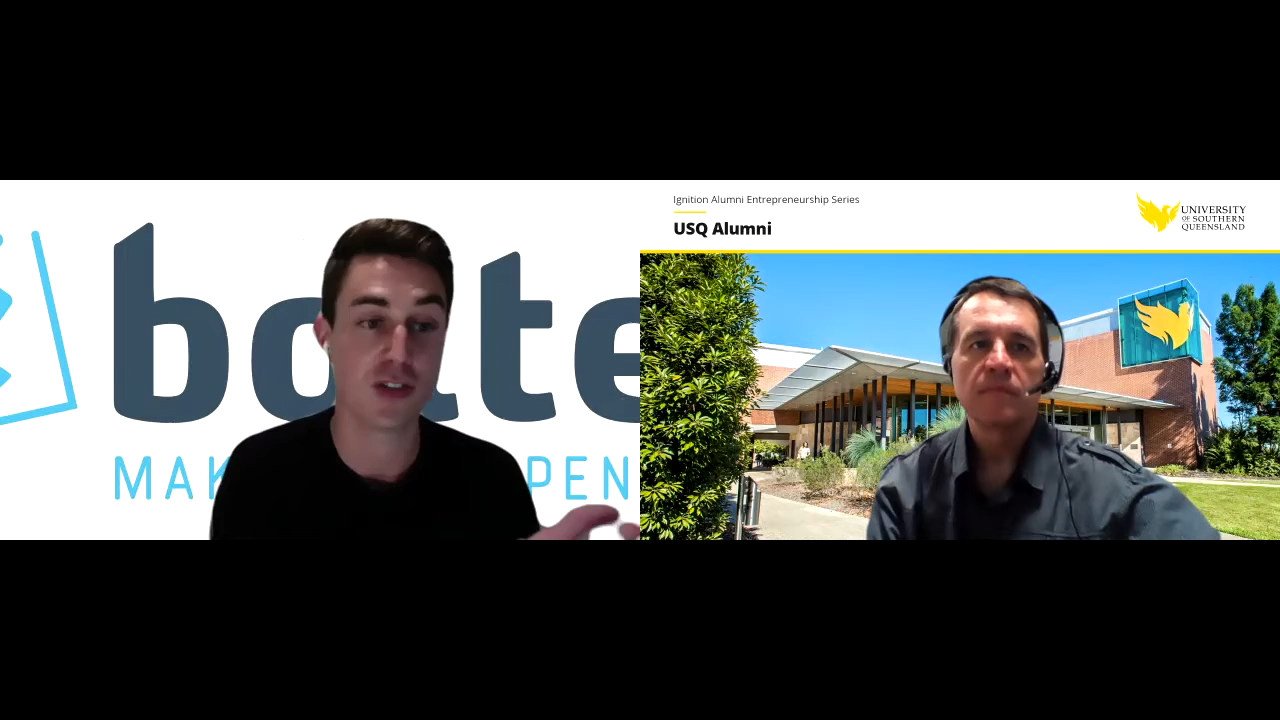 Ignition Alumni Entrepreneurship Series
USQ Alumni
UNIVERSITY
OF SOUTHERN
QUEENSLAND